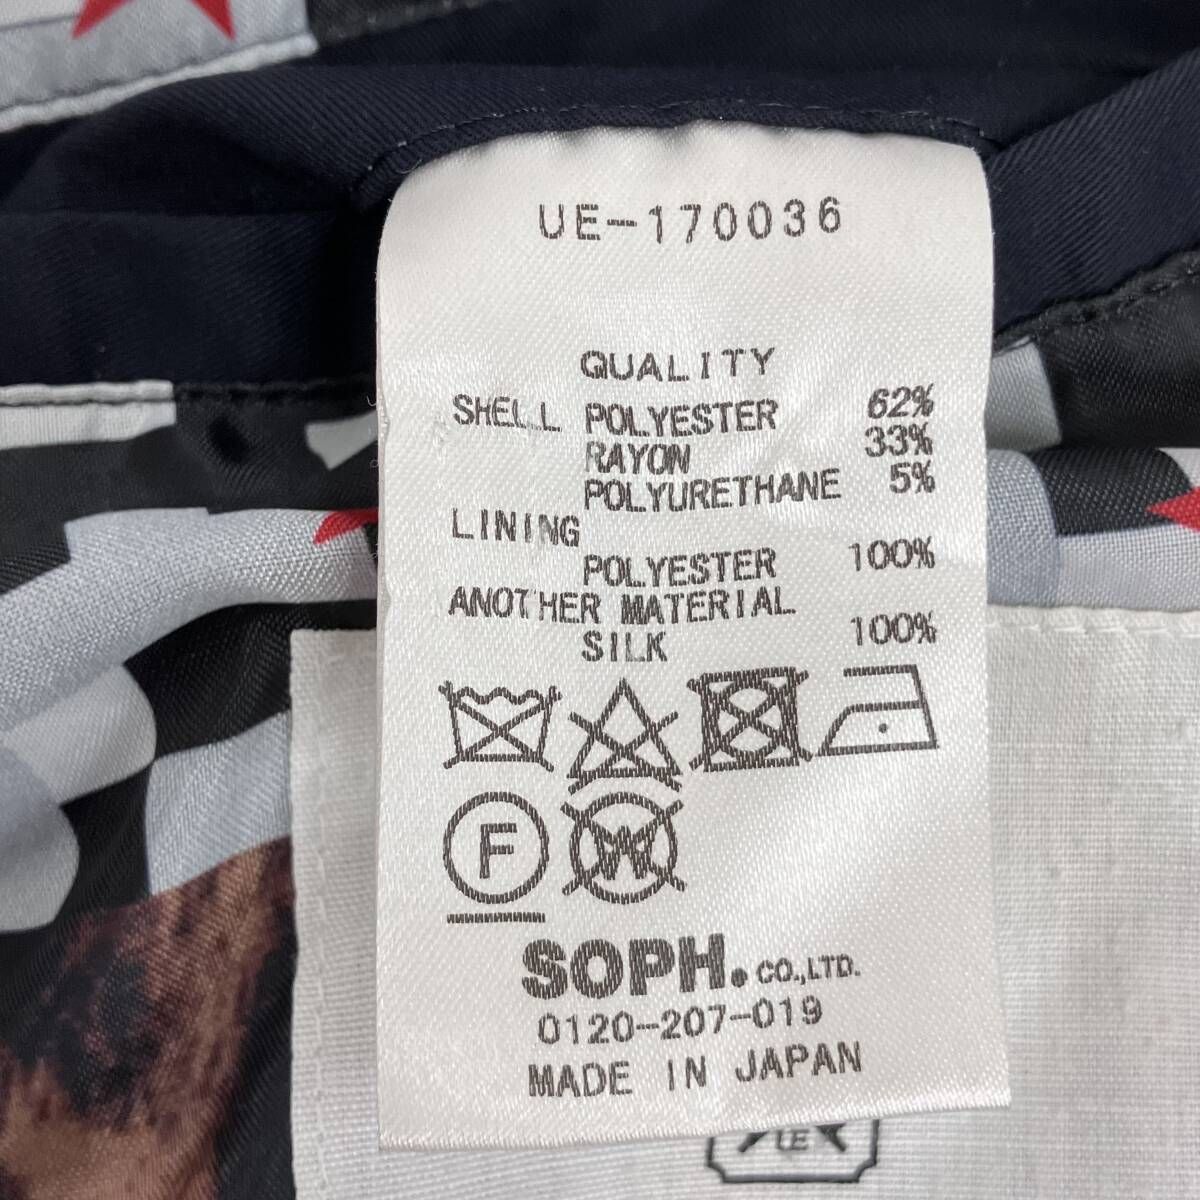 UE-170036
QUALITY
SHELL POLYESTER 62%
RAYON 33%
POLYURETHANE 5%
LINING
POLYESTER 100%
ANOTHER MATERIAL
SILK 100%
F W
SOPH. CO.,LTD.
0120-207-019
MADE IN JAPAN
UE